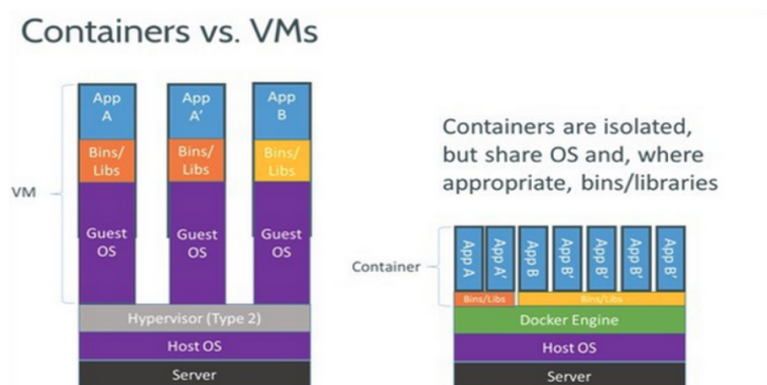 Containers vs. VMs
App
A
App
A'
App
B
Bins/
Libs
Bins/
Libs
Bins/
Libs
VM
Guest
OS
Guest
OS
Guest
OS
Hypervisor (Type 2)
Host OS
Server
Containers are isolated,
but share OS and, where
appropriate, bins/libraries
Container
App A
App A'
App B
App B'
App B'
App B'
App B'
Bins/Libs
Bins/Libs
Docker Engine
Host OS
Server